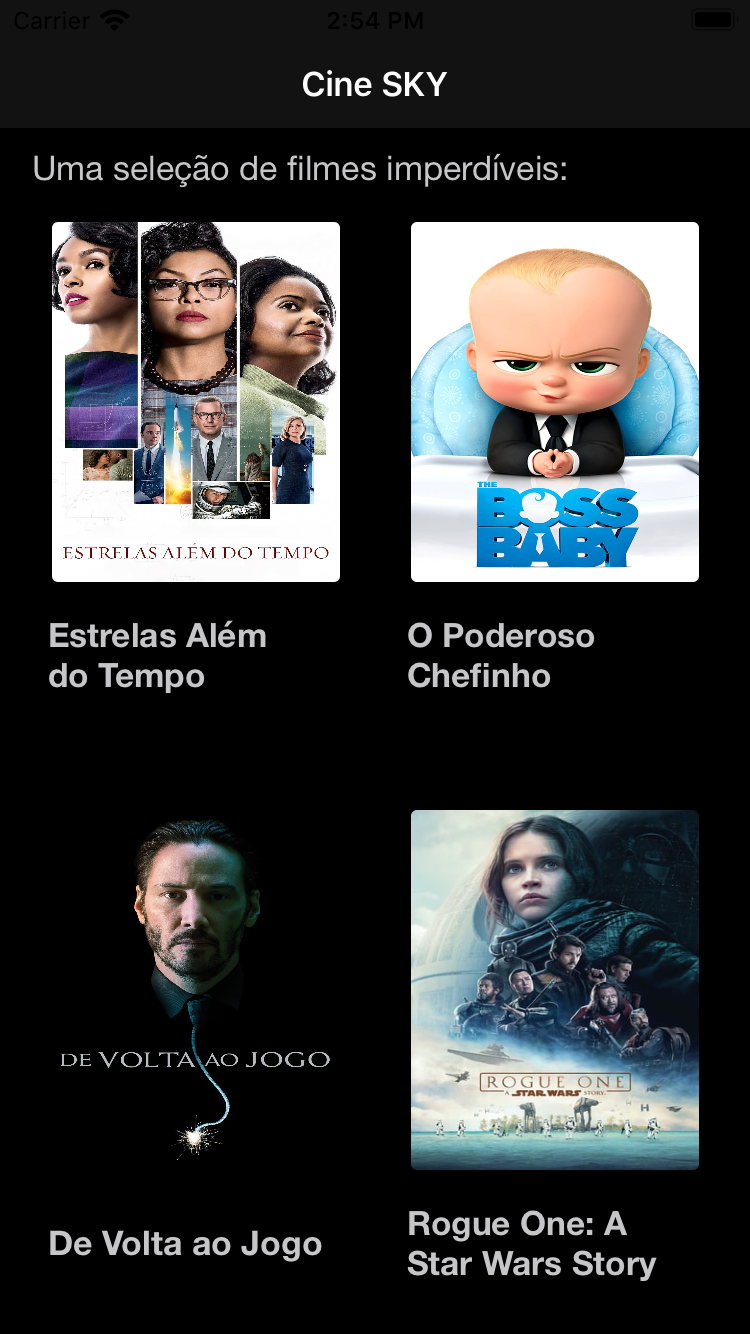 Carrier
2:54 PM
Cine SKY
Uma seleção de filmes imperdíveis:
ESTRELAS ALÉM DO TEMPO
THE
BOSS
BABY
Estrelas Além
do Tempo
O Poderoso
Chefinho
DE VOLTA AO JOGO
ROGUE ONE
A STAR WARS STORY
De Volta ao Jogo
Rogue One: A
Star Wars Story